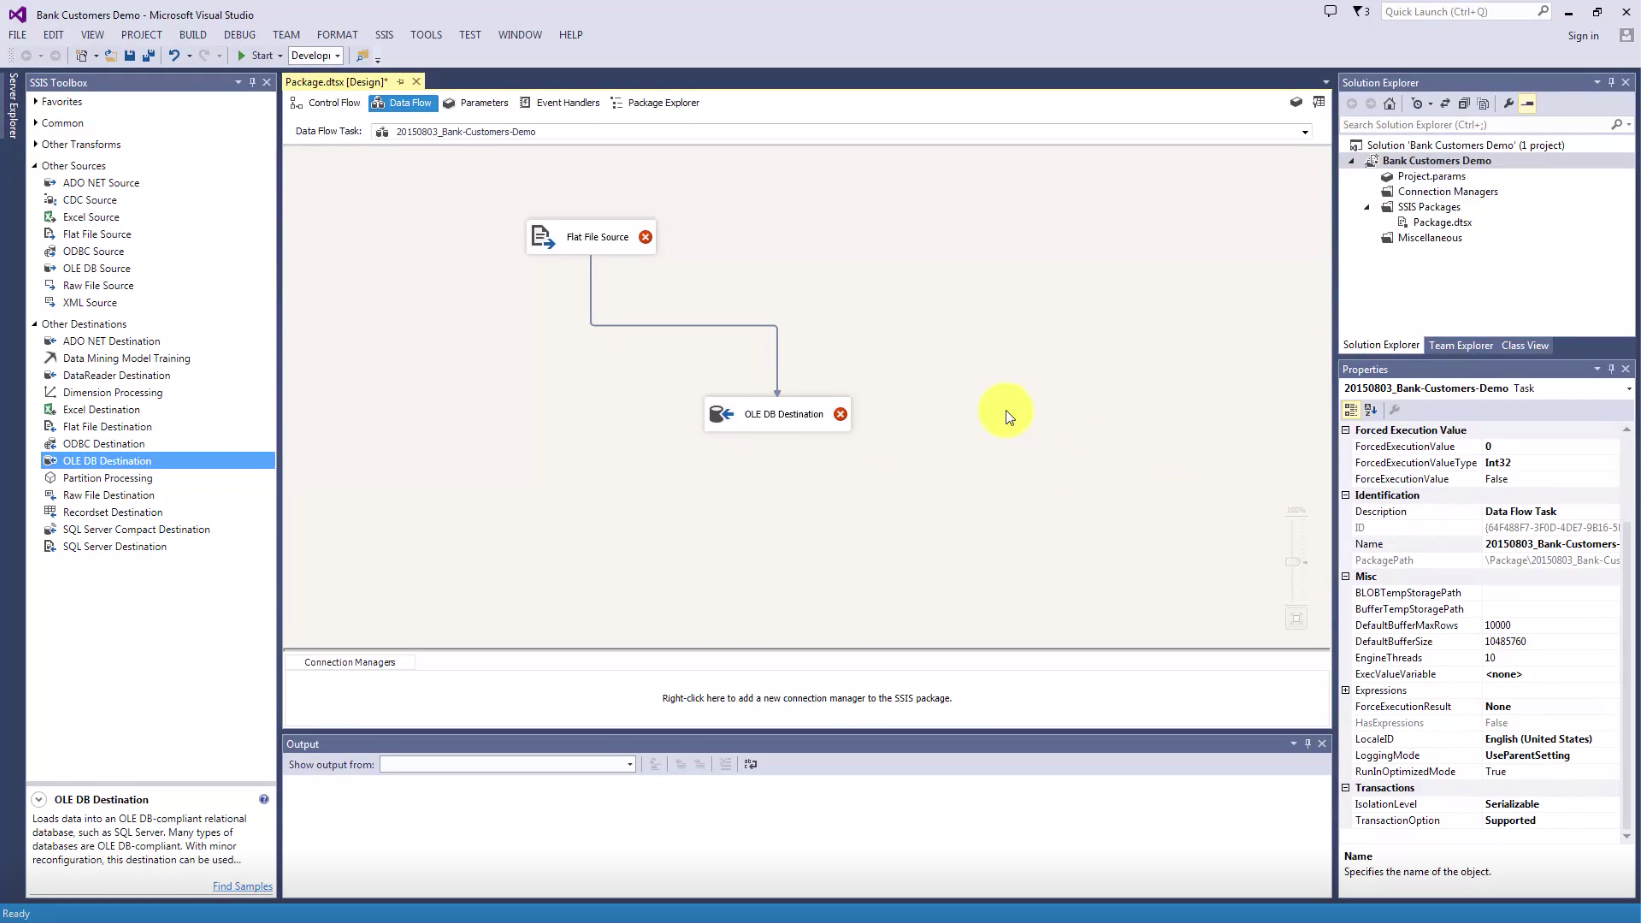 Bank Customers Demo - Microsoft Visual Studio
3
Quick Launch (Ctrl+Q)
FILE EDIT VIEW PROJECT BUILD DEBUG TEAM FORMAT SSIS TOOLS TEST WINDOW HELP
Sign in
Start
Developi
Server Explorer
SSIS Toolbox
Favorites
Common
Other Transforms
Other Sources
ADO NET Source
CDC Source
Excel Source
Flat File Source
ODBC Source
OLE DB Source
Raw File Source
XML Source
Other Destinations
ADO NET Destination
Data Mining Model Training
DataReader Destination
Dimension Processing
Excel Destination
Flat File Destination
ODBC Destination
OLE DB Destination
Partition Processing
Raw File Destination
Recordset Destination
SQL Server Compact Destination
SQL Server Destination
OLE DB Destination
Loads data into an OLE DB-compliant relational
database, such as SQL Server. Many types of
databases are OLE DB-compliant. With minor
reconfiguration, this destination can be used...
Find Samples
Package.dtsx [Design]*
Control Flow Data Flow Parameters Event Handlers Package Explorer
Data Flow Task: 20150803_Bank-Customers-Demo
Flat File Source
OLE DB Destination
100%
Connection Managers
Right-click here to add a new connection manager to the SSIS package.
Output
Show output from:
Solution Explorer
Search Solution Explorer (Ctrl+;)
Solution 'Bank Customers Demo' (1 project)
Bank Customers Demo
Project.params
Connection Managers
SSIS Packages
Package.dtsx
Miscellaneous
Solution Explorer Team Explorer Class View
Properties
20150803_Bank-Customers-Demo Task
Forced Execution Value
ForcedExecutionValue 0
ForcedExecutionValueType Int32
ForceExecutionValue False
Identification
Description Data Flow Task
ID {64F488F7-3F0D-4DE7-9B16-5
Name 20150803_Bank-Customers-
PackagePath \Package\20150803_Bank-Cus
Misc
BLOBTempStoragePath
BufferTempStoragePath
DefaultBufferMaxRows 10000
DefaultBufferSize 10485760
EngineThreads 10
ExecValueVariable <none>
Expressions
ForceExecutionResult None
HasExpressions False
LocaleID English (United States)
LoggingMode UseParentSetting
RunInOptimizedMode True
Transactions
IsolationLevel Serializable
TransactionOption Supported
Name
Specifies the name of the object.
Ready